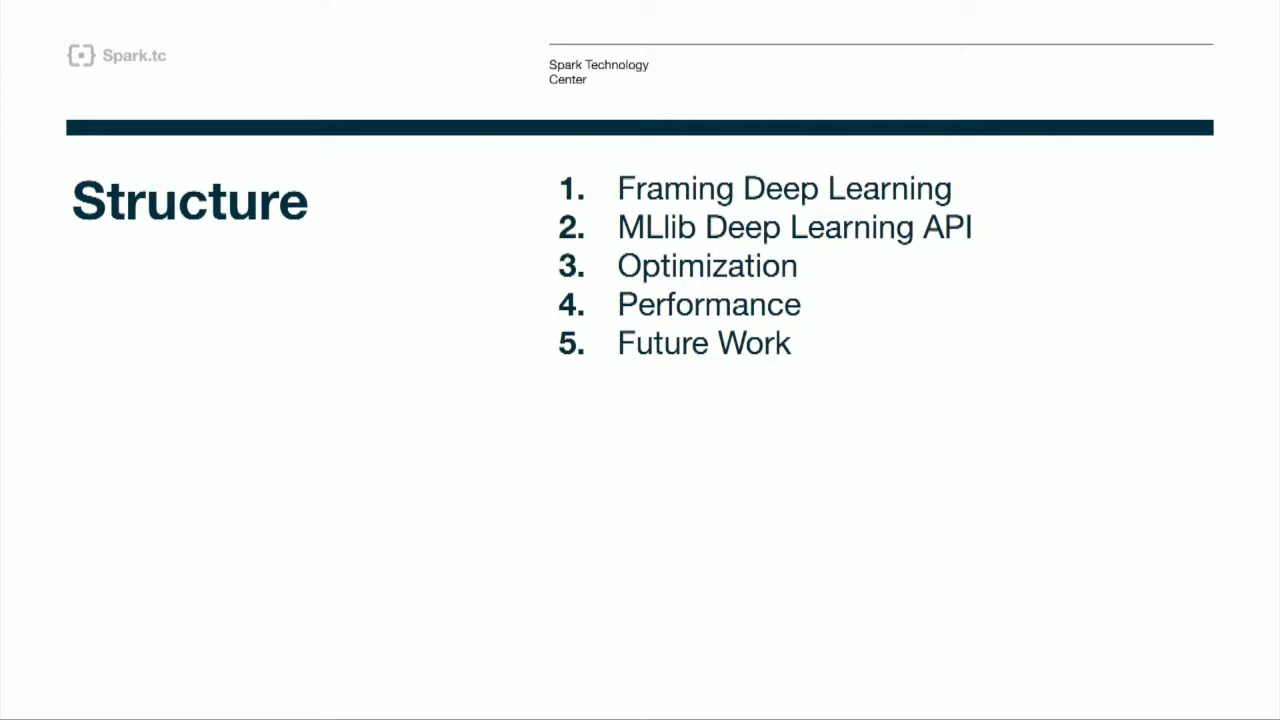 Spark.tc
Spark Technology
Center
Structure
1. Framing Deep Learning
2. MLlib Deep Learning API
3. Optimization
4. Performance
5. Future Work